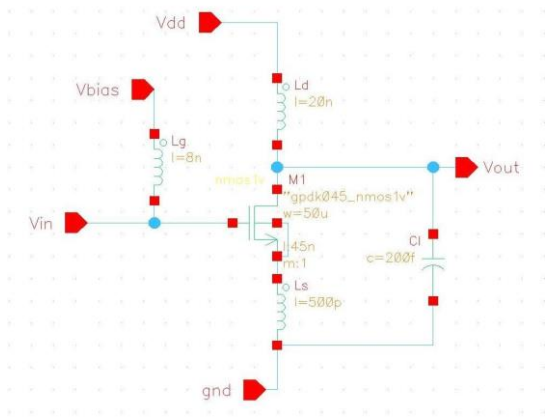 Vdd
Ld
l=20n
Vbias
Lg
l=8n
nmos1v
M1
Vout
"gpdk045_nmos1v"
w=50u
Vin
l:45n
m:1
Cl
c=200f
Ls
l=500p
gnd